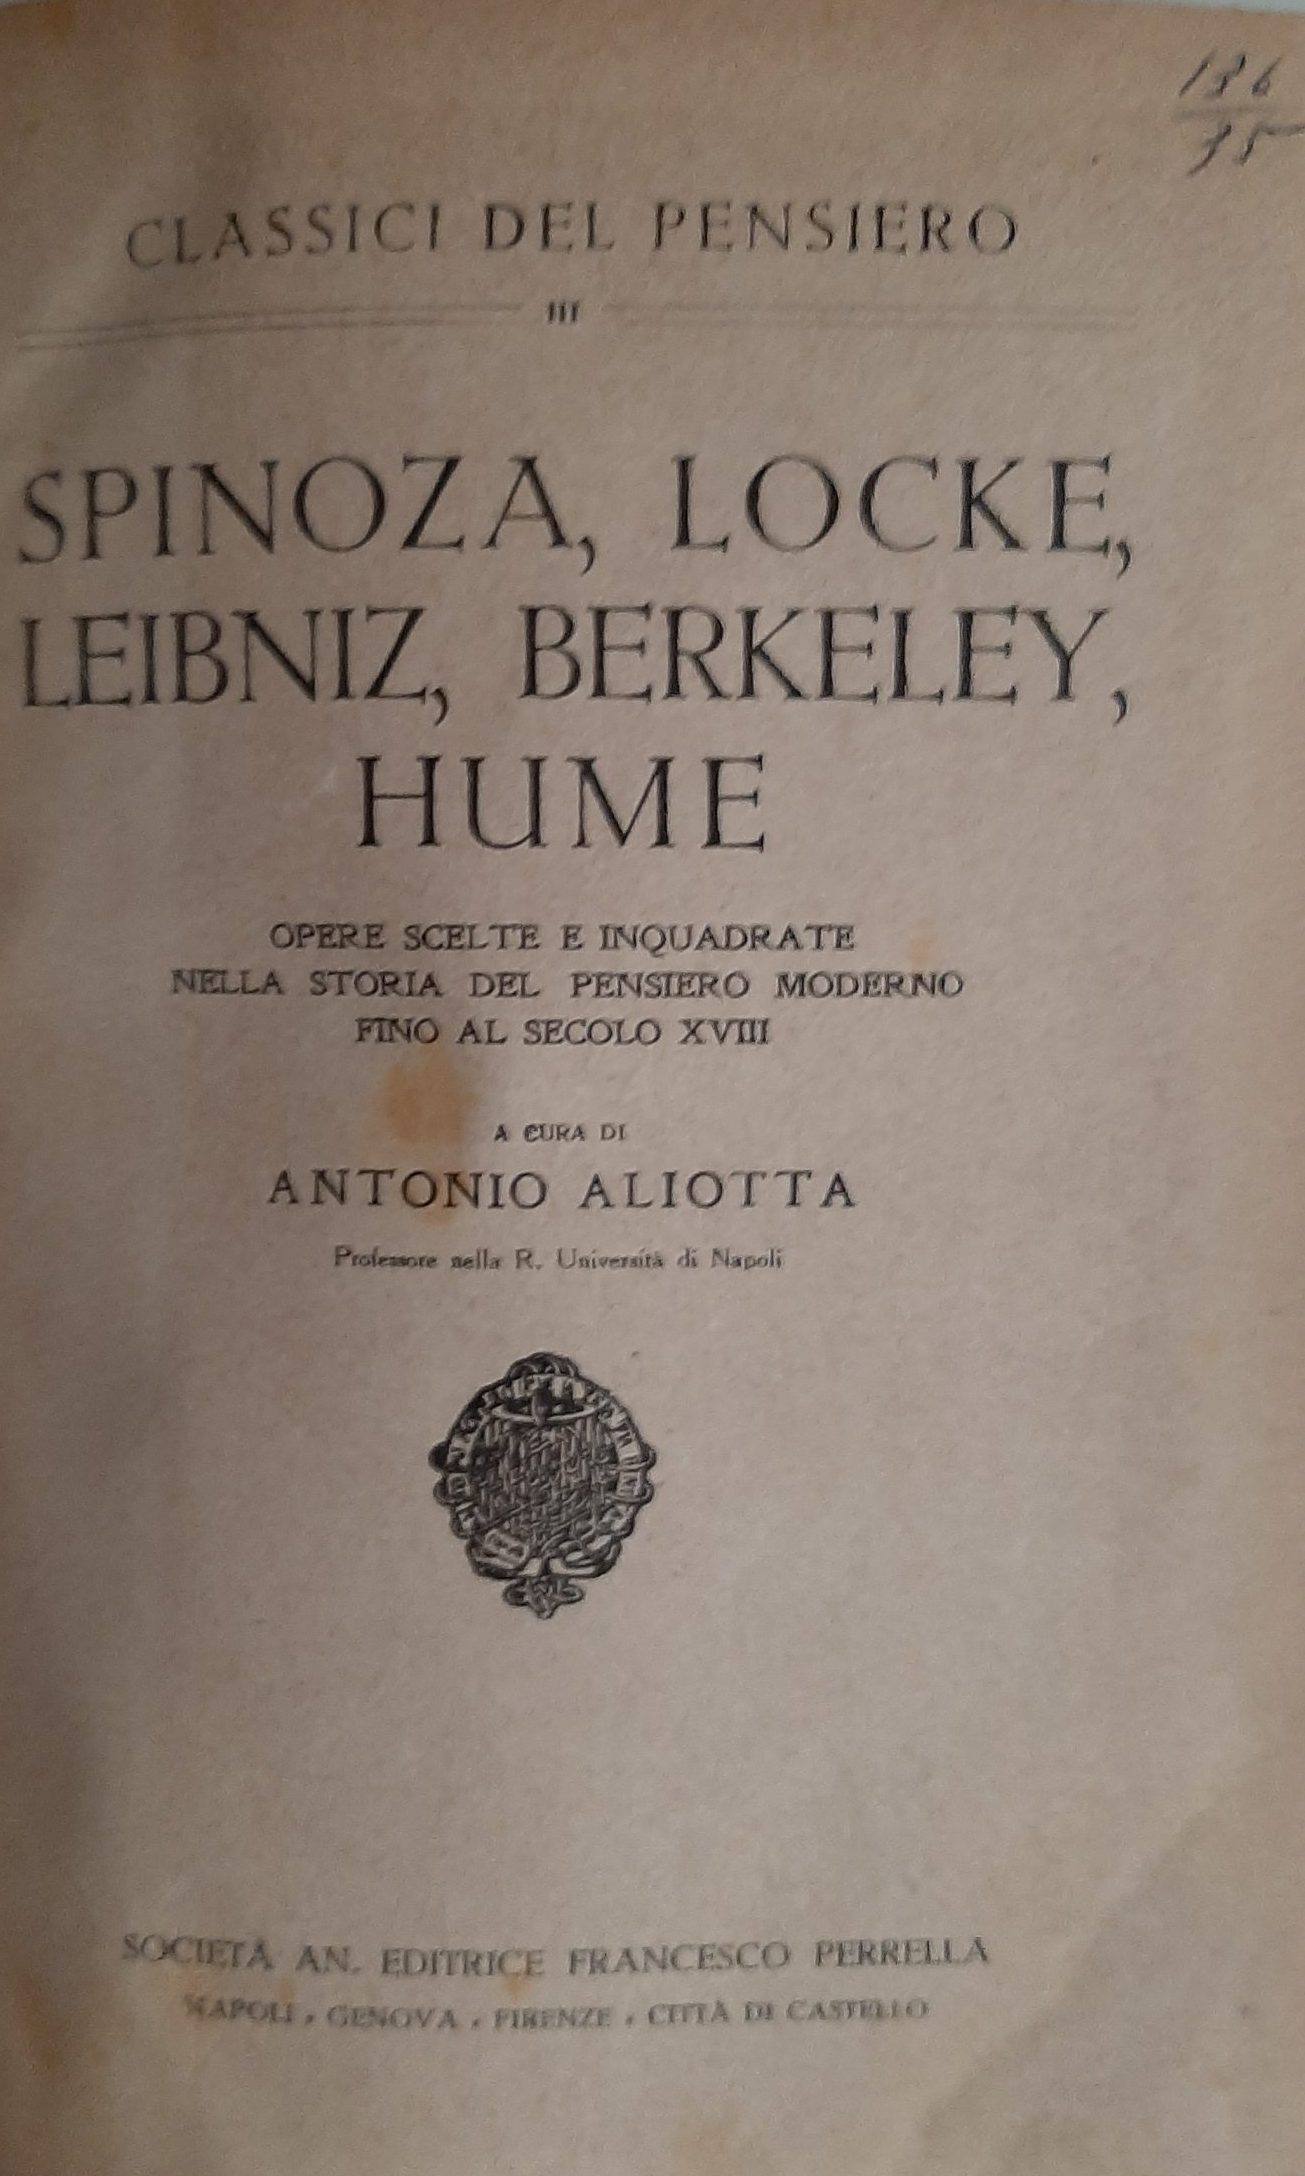 136
35
CLASSICI DEL PENSIERO
III
SPINOZA, LOCKE,
LEIBNIZ, BERKELEY,
HUME
OPERE SCELTE E INQUADRATE
NELLA STORIA DEL PENSIERO MODERNO
FINO AL SECOLO XVIII
A CURA DI
ANTONIO ALIOTTA
Professore nella R. Università di Napoli
SOCIETÀ AN. EDITRICE FRANCESCO PERRELLA
NAPOLI . GENOVA . FIRENZE . CITTÀ DI CASTELLO